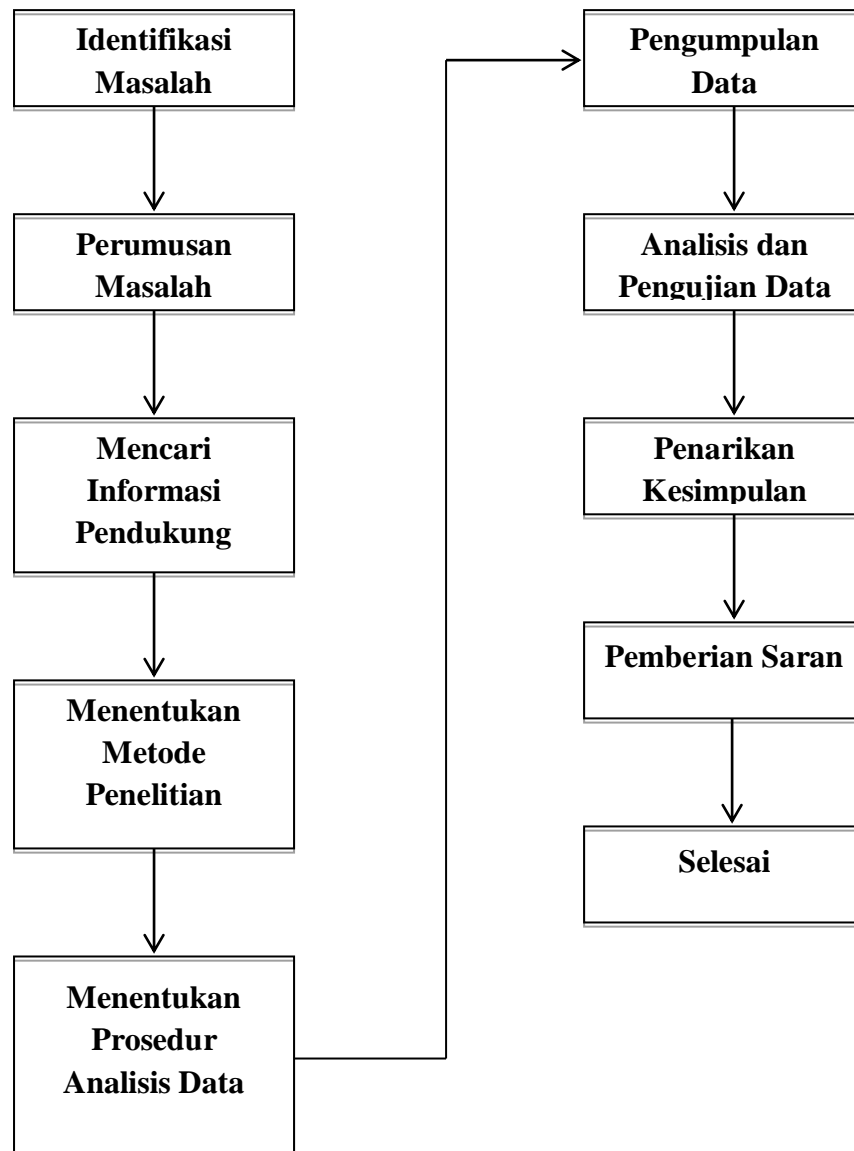 Identifikasi
Masalah
Perumusan
Masalah
Mencari
Informasi
Pendukung
Menentukan
Metode
Penelitian
Menentukan
Prosedur
Analisis Data
Pengumpulan
Data
Analisis dan
Pengujian Data
Penarikan
Kesimpulan
Pemberian Saran
Selesai